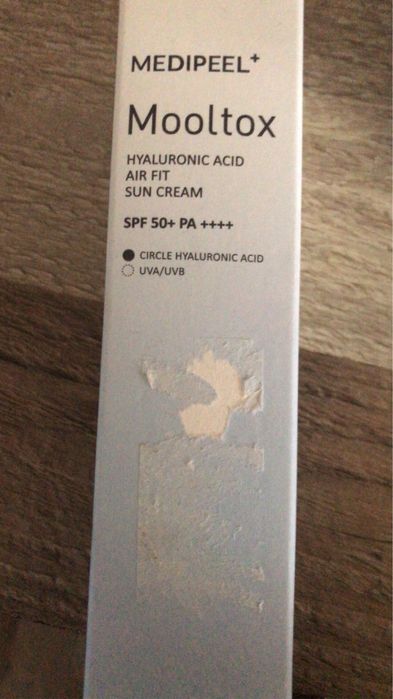 MEDIPEEL+
Mooltox
HYALURONIC ACID
AIR FIT
SUN CREAM
SPF 50+ PA ++++
CIRCLE HYALURONIC ACID
UVA/UVB